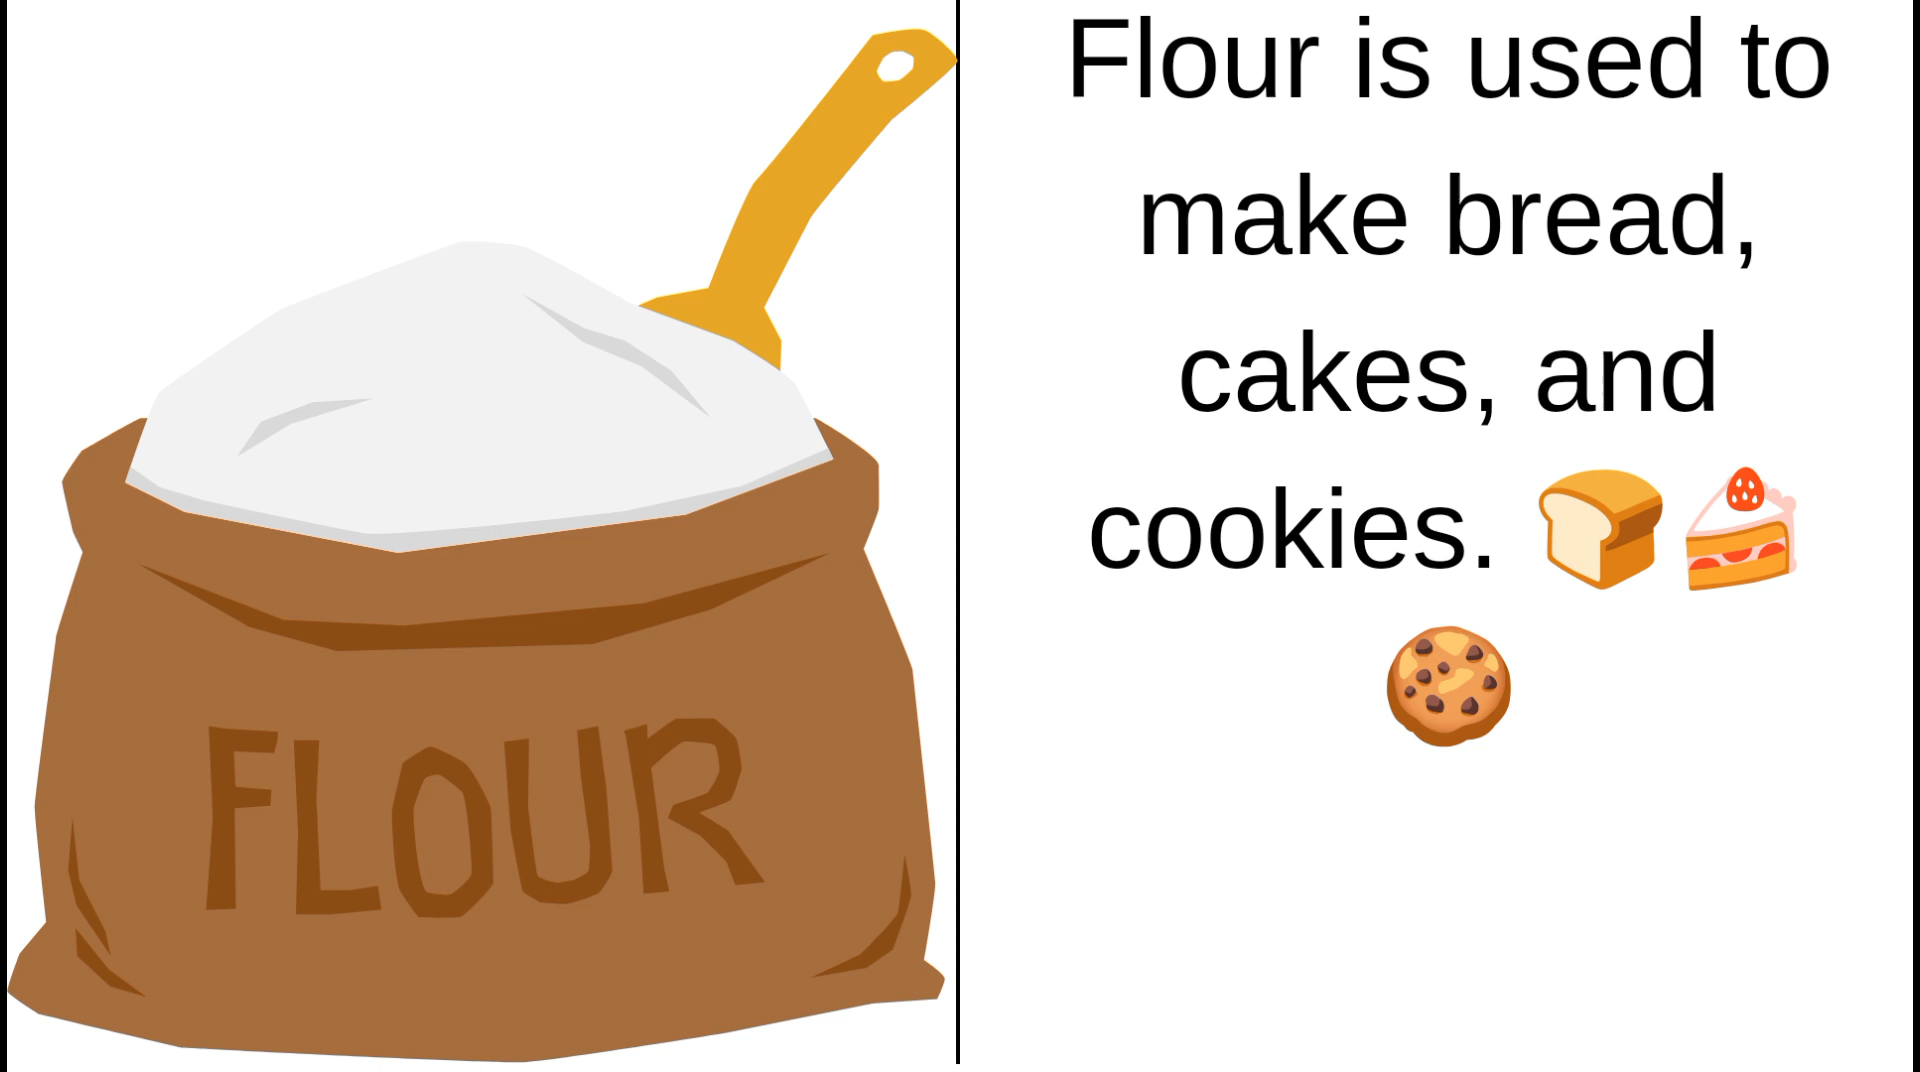 FLOUR
Flour is used to
make bread,
cakes, and
cookies. 🍞🍰
🍪